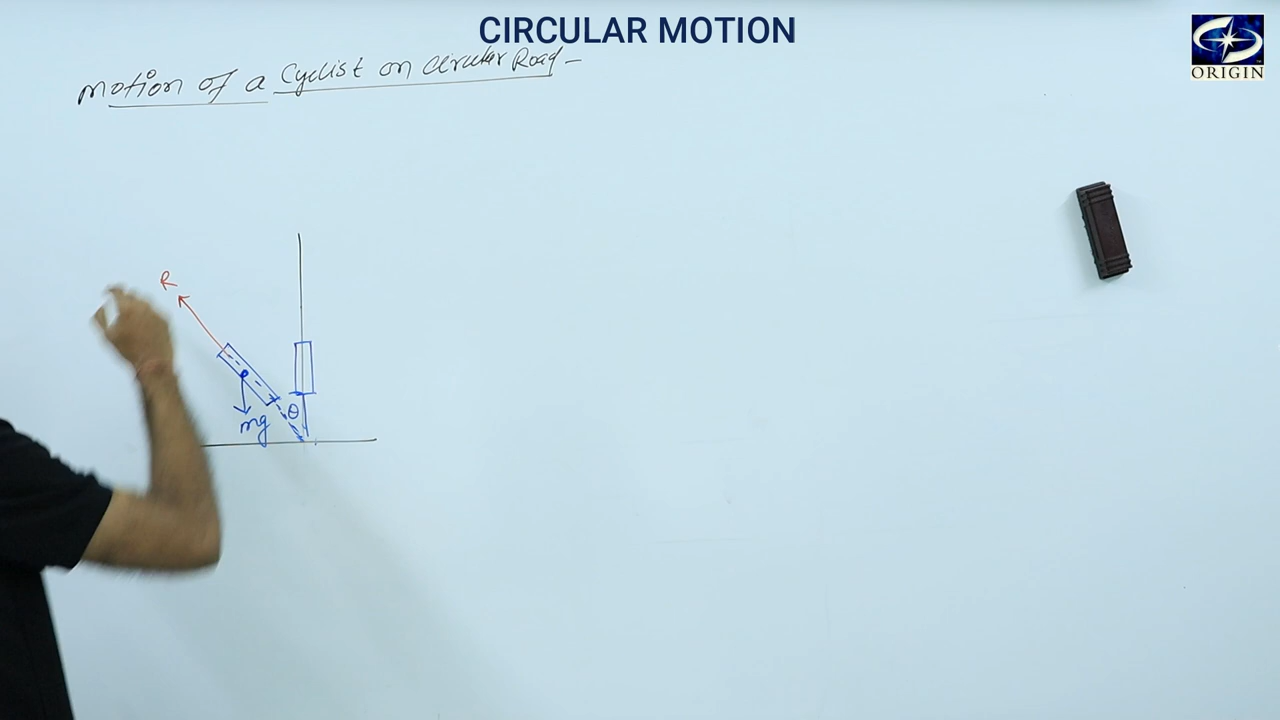 CIRCULAR MOTION
ORIGIN
Motion of a Cyclist on Circular Road -
R
θ
mg